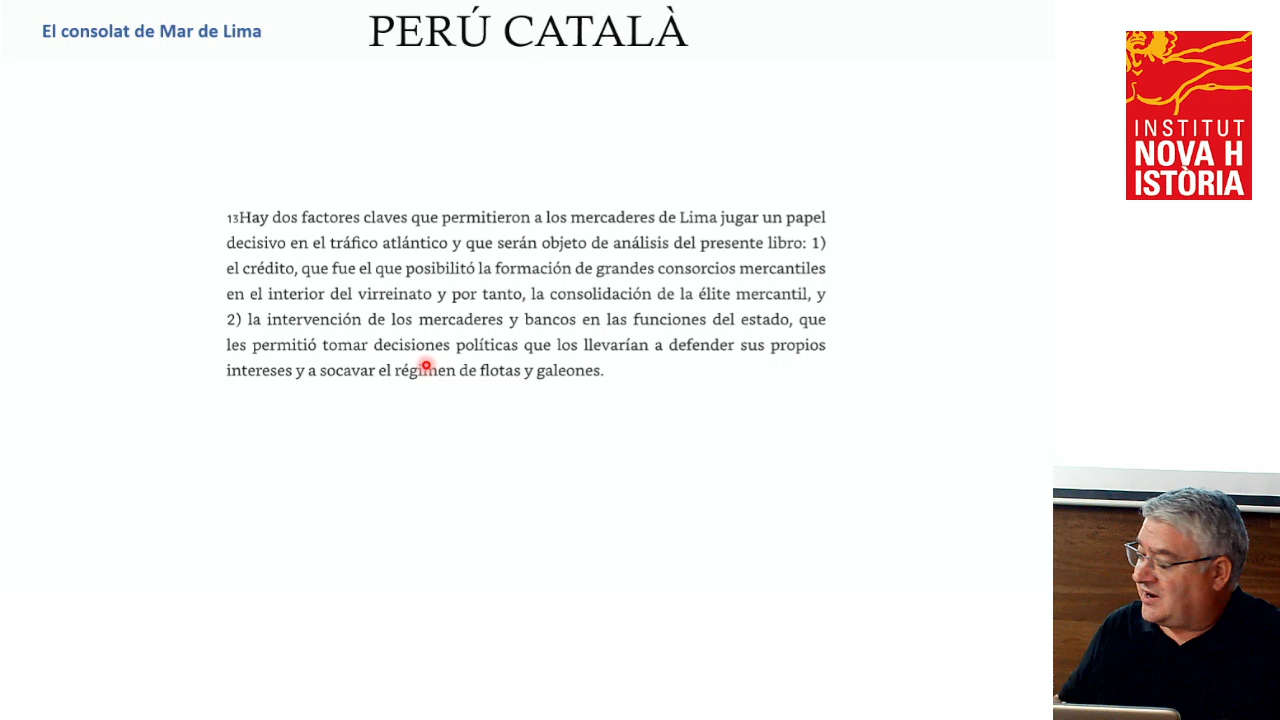 El consolat de Mar de Lima
PERÚ CATALÀ
INSTITUT
NOVA H
ISTÒRIA
13Hay dos factores claves que permitieron a los mercaderes de Lima jugar un papel
decisivo en el tráfico atlántico y que serán objeto de análisis del presente libro: 1)
el crédito, que fue el que posibilitó la formación de grandes consorcios mercantiles
en el interior del virreinato y por tanto, la consolidación de la élite mercantil, y
2) la intervención de los mercaderes y bancos en las funciones del estado, que
les permitió tomar decisiones políticas que los llevarían a defender sus propios
intereses y a socavar el régimen de flotas y galeones.